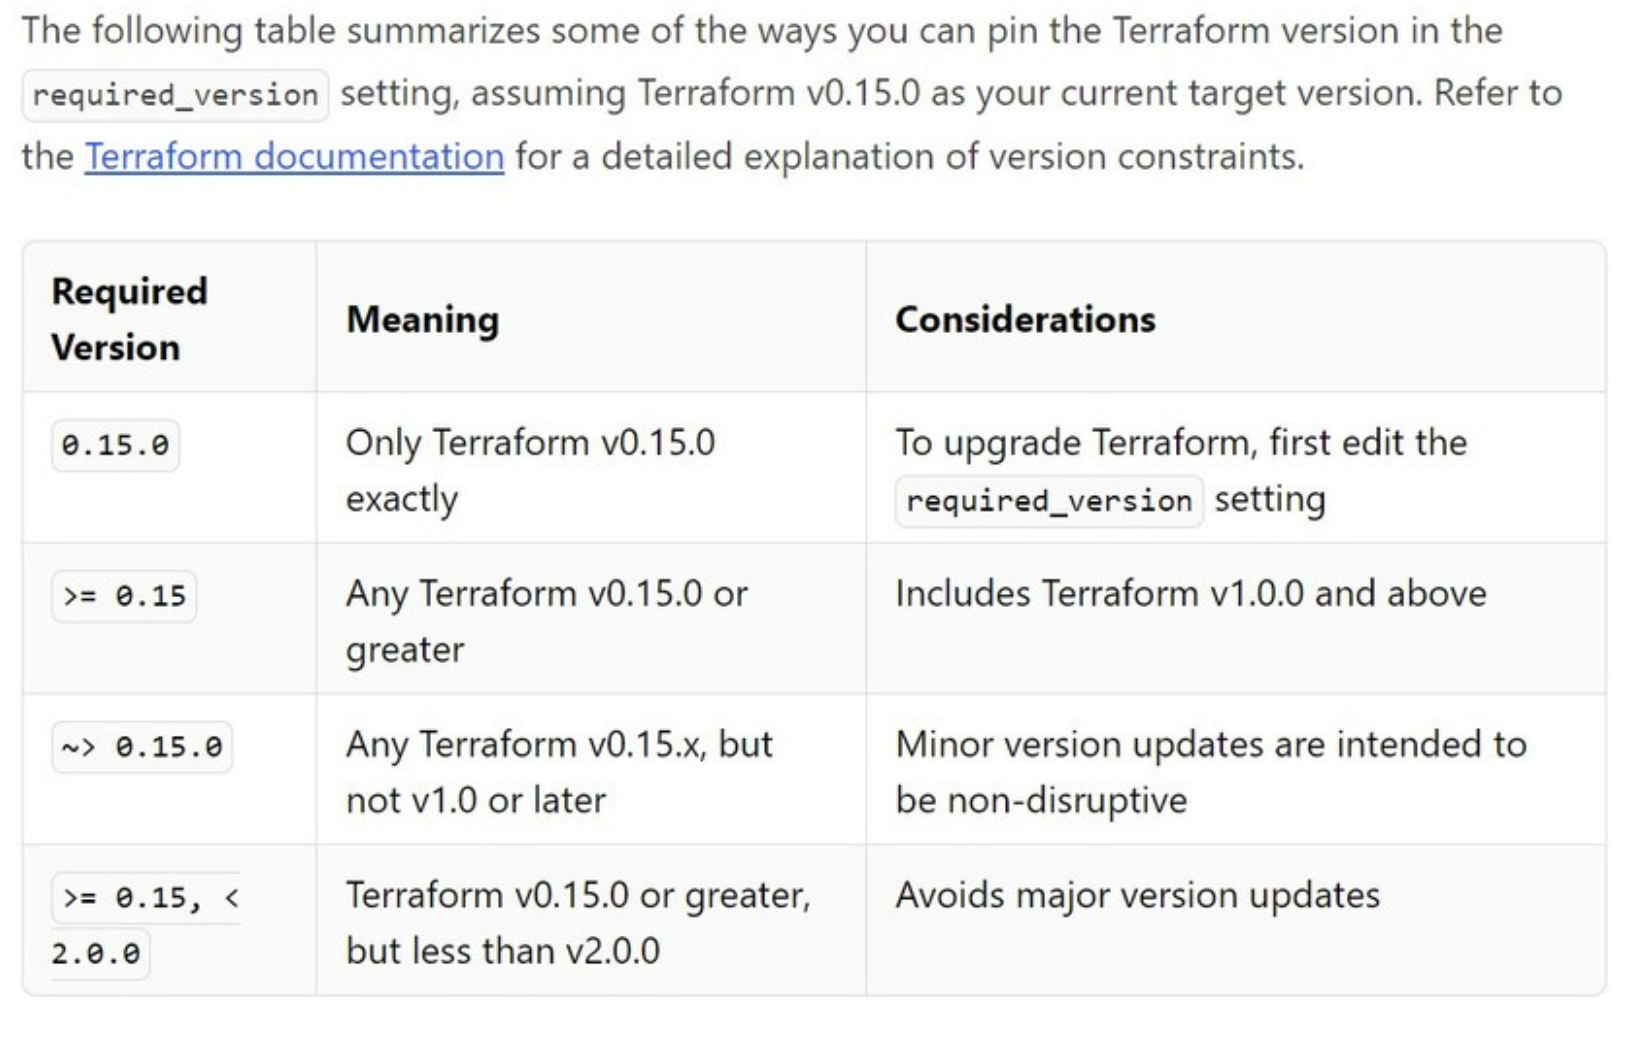 The following table summarizes some of the ways you can pin the Terraform version in the
required_version setting, assuming Terraform v0.15.0 as your current target version. Refer to
the Terraform documentation for a detailed explanation of version constraints.
Required
Version
Meaning
Considerations
0.15.0
Only Terraform v0.15.0
exactly
To upgrade Terraform, first edit the
required_version setting
>= 0.15
Any Terraform v0.15.0 or
greater
Includes Terraform v1.0.0 and above
~> 0.15.0
Any Terraform v0.15.x, but
not v1.0 or later
Minor version updates are intended to
be non-disruptive
>= 0.15, <
2.0.0
Terraform v0.15.0 or greater,
but less than v2.0.0
Avoids major version updates